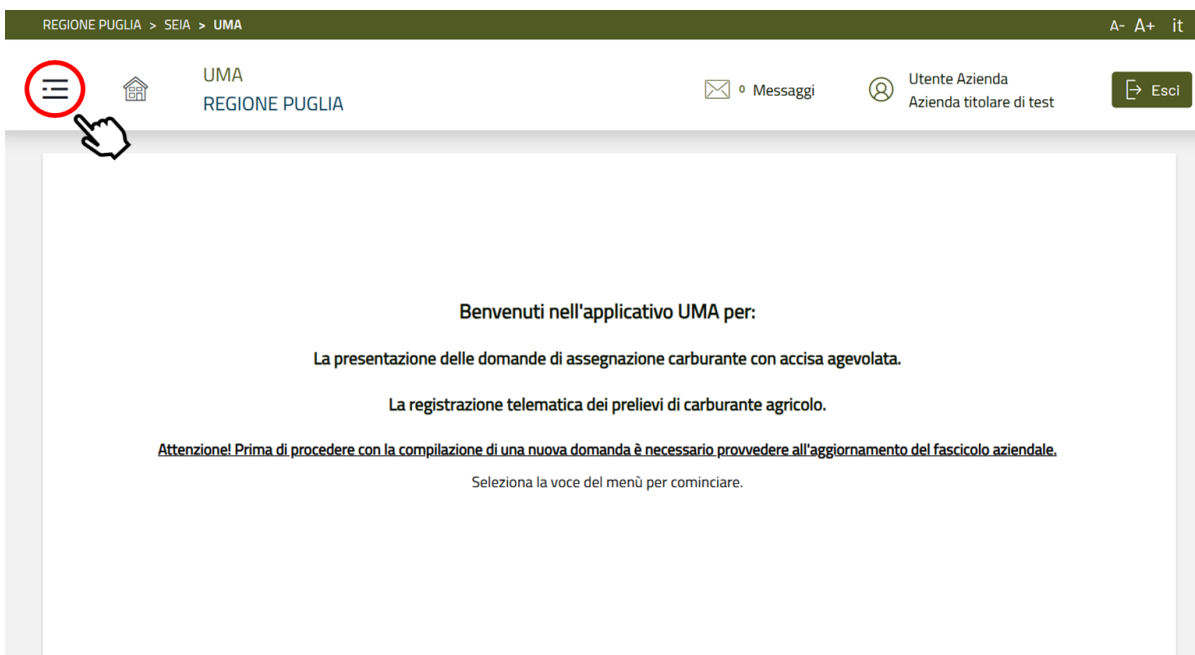 REGIONE PUGLIA > SEIA > UMA
A- A+ it
UMA
REGIONE PUGLIA
0 Messaggi
Utente Azienda
Azienda titolare di test
Esci
Benvenuti nell'applicativo UMA per:
La presentazione delle domande di assegnazione carburante con accisa agevolata.
La registrazione telematica dei prelievi di carburante agricolo.
Attenzione! Prima di procedere con la compilazione di una nuova domanda è necessario provvedere all'aggiornamento del fascicolo aziendale.
Seleziona la voce del menù per cominciare.